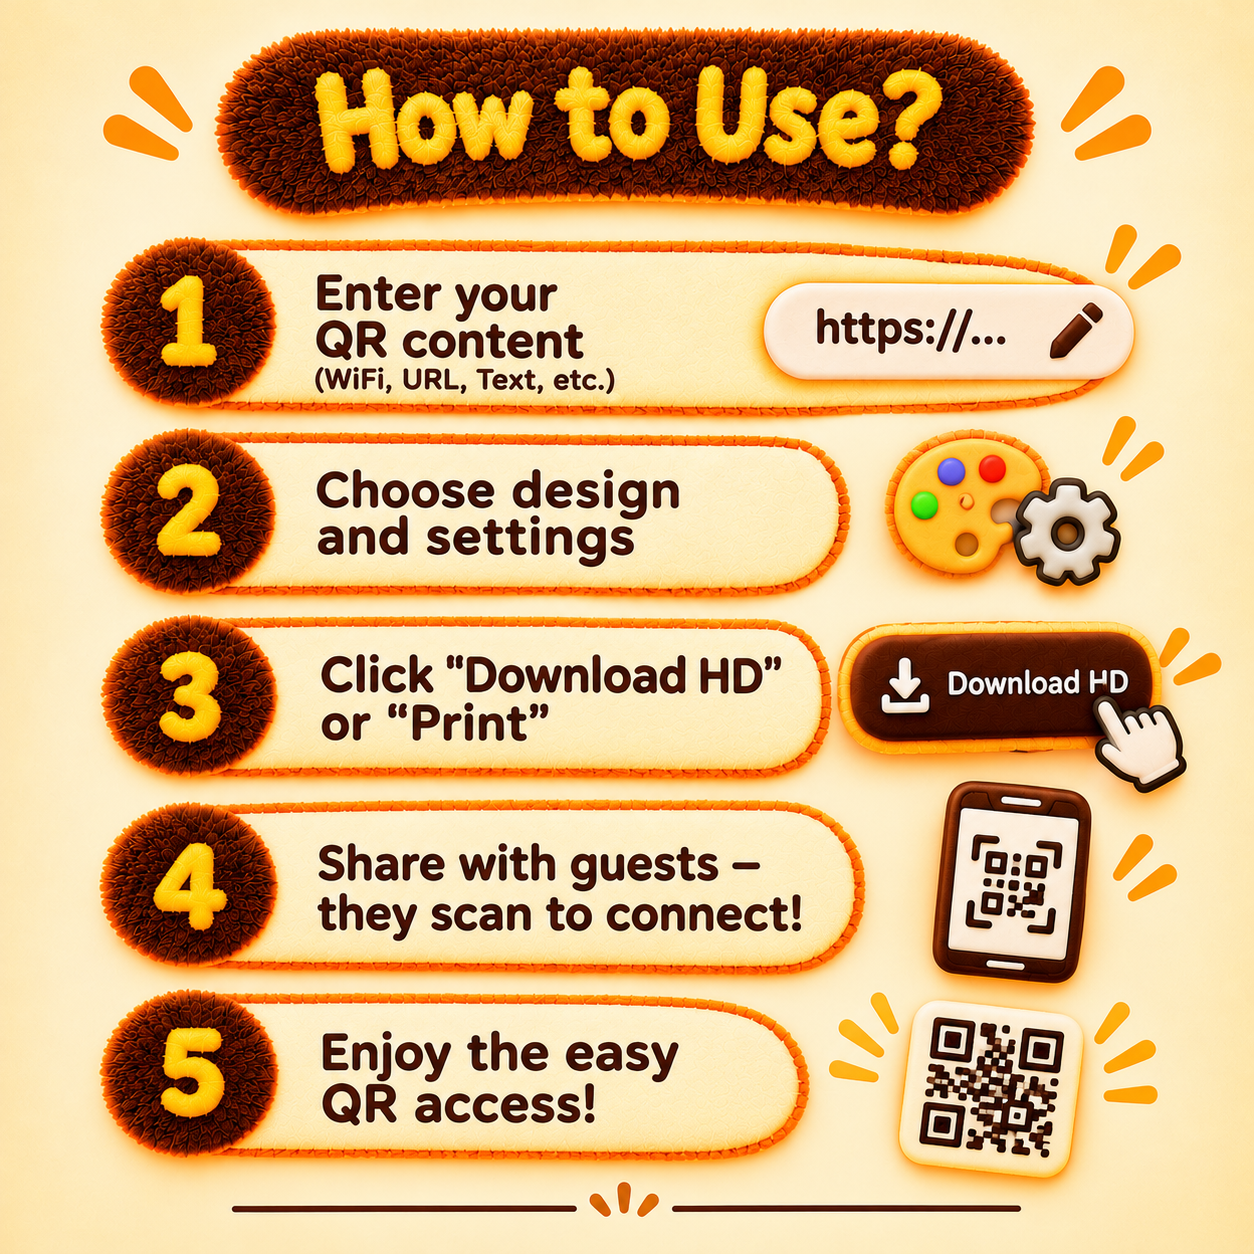 How to Use?
1
Enter your
QR content
(WiFi, URL, Text, etc.)
https://...
2
Choose design
and settings
3
Click "Download HD”
or “Print”
Download HD
4
Share with guests –
they scan to connect!
5
Enjoy the easy
QR access!